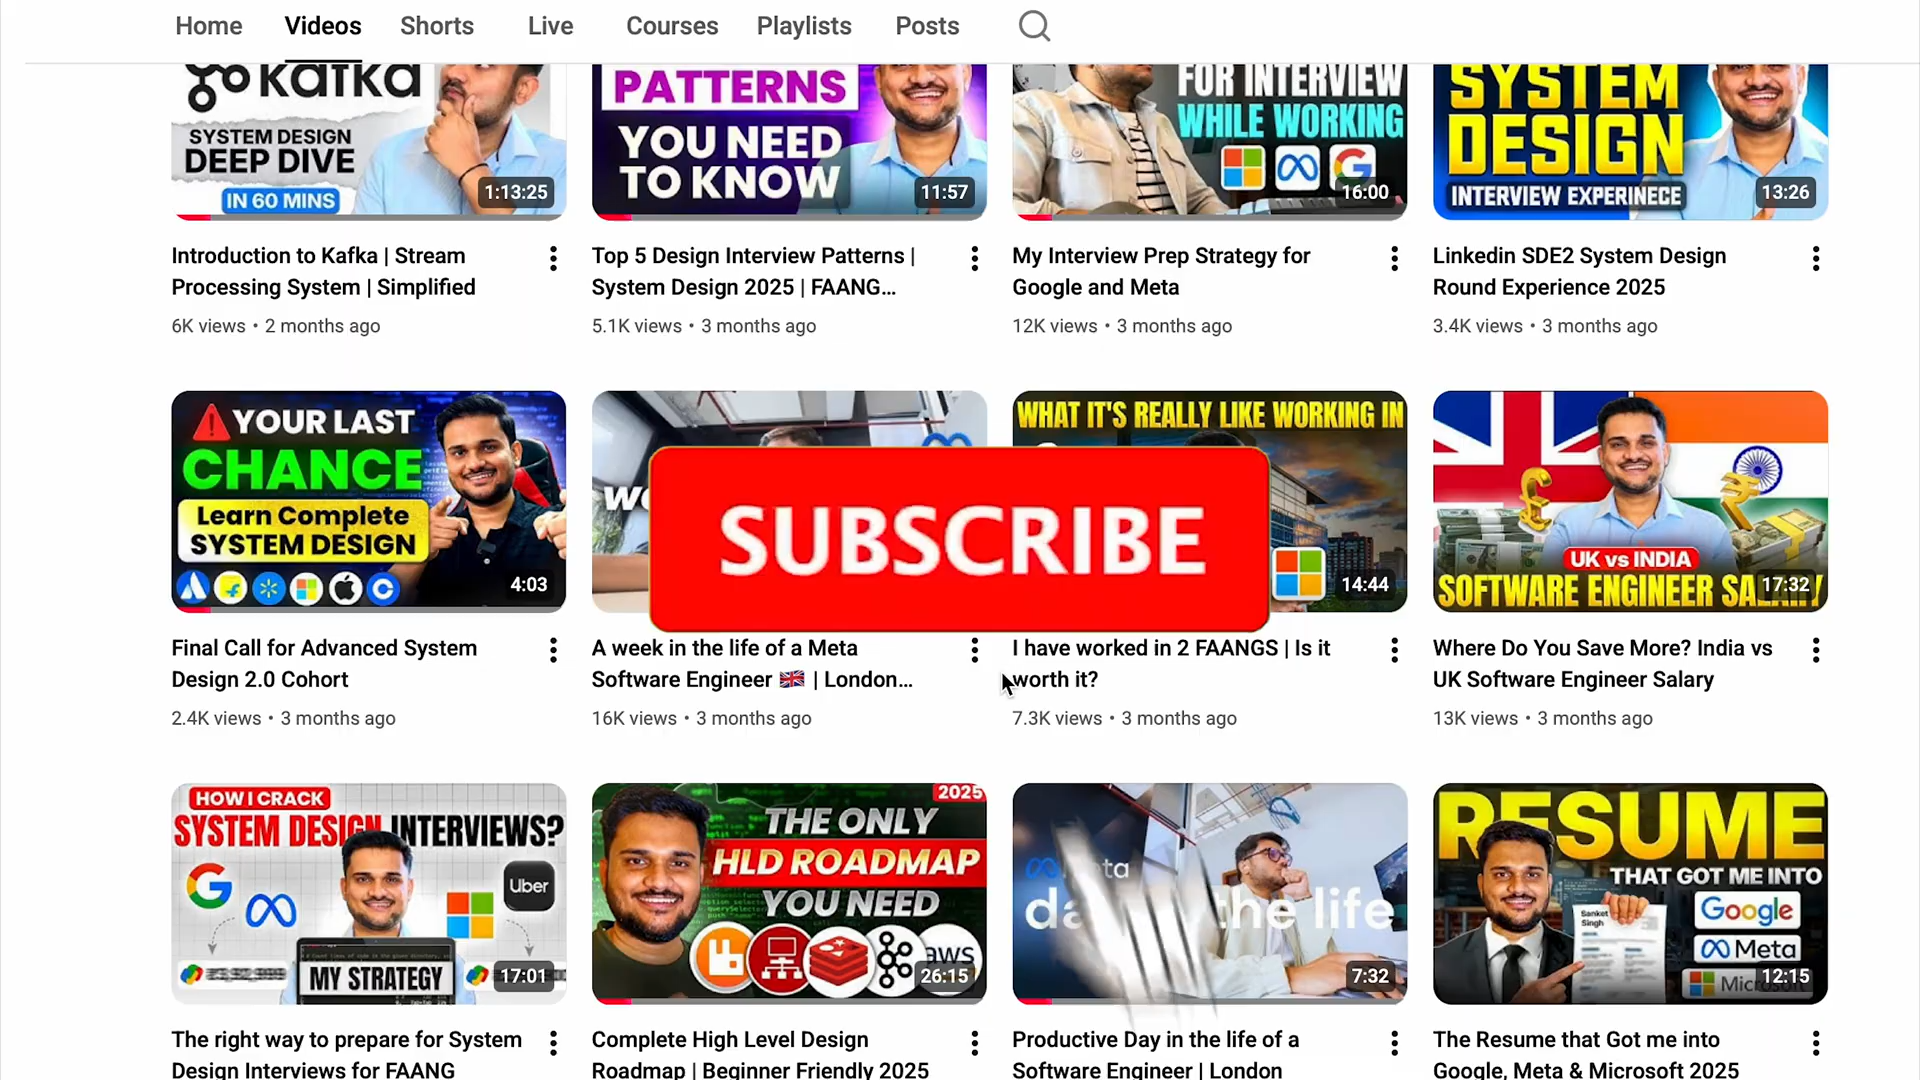 Home Videos Shorts Live Courses Playlists Posts
kafka
SYSTEM DESIGN
DEEP DIVE
IN 60 MINS
1:13:25
PATTERNS
YOU NEED
TO KNOW
11:57
FOR INTERVIEW
WHILE WORKING
16:00
SYSTEM
DESIGN
INTERVIEW EXPERINECE
13:26
Introduction to Kafka | Stream
Processing System | Simplified
6K views • 2 months ago
Top 5 Design Interview Patterns |
System Design 2025 | FAANG...
5.1K views • 3 months ago
My Interview Prep Strategy for
Google and Meta
12K views • 3 months ago
Linkedin SDE2 System Design
Round Experience 2025
3.4K views • 3 months ago
YOUR LAST
CHANCE
Learn Complete
SYSTEM DESIGN
4:03
SUBSCRIBE
WHAT IT'S REALLY LIKE WORKING IN
14:44
UK vs INDIA
SOFTWARE ENGINEER SALARY
17:32
Final Call for Advanced System
Design 2.0 Cohort
2.4K views • 3 months ago
A week in the life of a Meta
Software Engineer 🇬🇧 | London...
16K views • 3 months ago
I have worked in 2 FAANGS | Is it
worth it?
7.3K views • 3 months ago
Where Do You Save More? India vs
UK Software Engineer Salary
13K views • 3 months ago
HOW I CRACK
SYSTEM DESIGN INTERVIEWS?
Uber
MY STRATEGY
17:01
2025
THE ONLY
HLD ROADMAP
YOU NEED
aws
26:15
the life
7:32
RESUME
THAT GOT ME INTO
Sanket
Singh
Google
Meta
Microsoft
12:15
The right way to prepare for System
Design Interviews for FAANG
Complete High Level Design
Roadmap | Beginner Friendly 2025
Productive Day in the life of a
Software Engineer | London
The Resume that Got me into
Google, Meta & Microsoft 2025